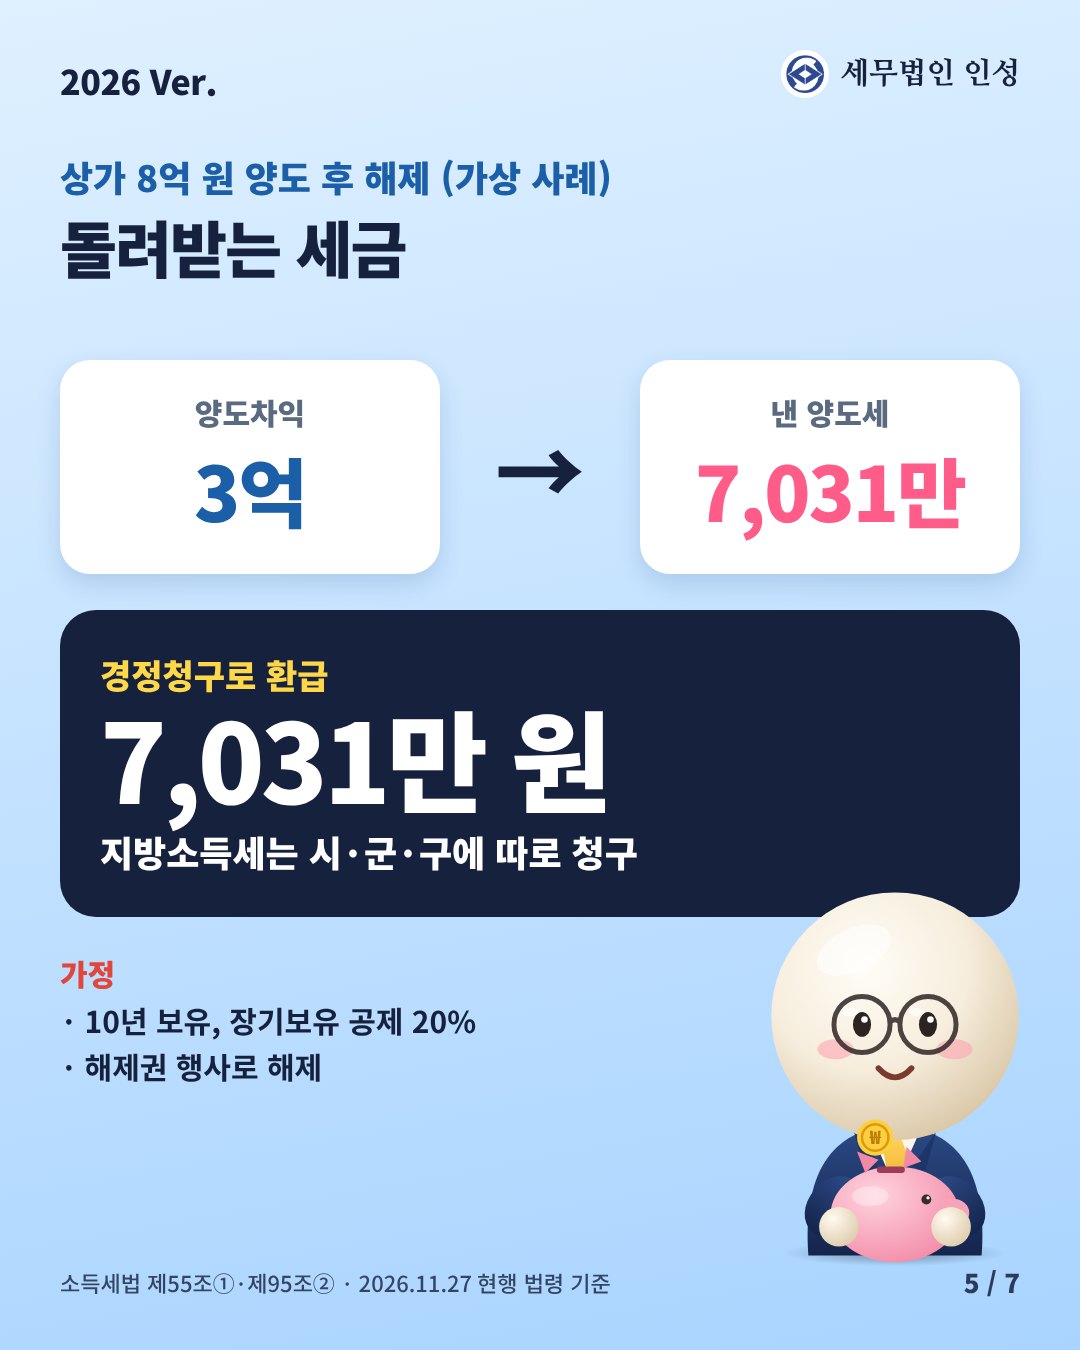 2026 Ver.
세무법인 인성
상가 8억 원 양도 후 해제 (가상 사례)
돌려받는 세금
양도차익
3억
→
낸 양도세
7,031만
경정청구로 환급
7,031만 원
지방소득세는 시·군·구에 따로 청구
가정
· 10년 보유, 장기보유 공제 20%
· 해제권 행사로 해제
₩
소득세법 제55조①·제95조② · 2026.11.27 현행 법령 기준
5 / 7